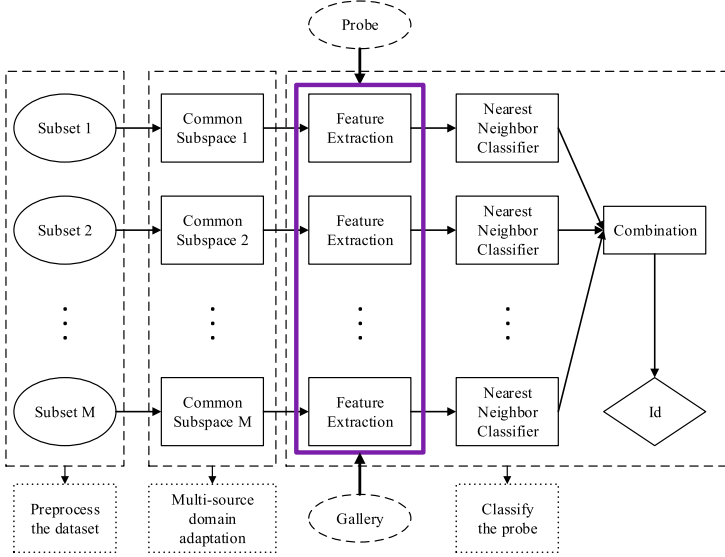 Probe
Subset 1
Common
Subspace 1
Feature
Extraction
Nearest
Neighbor
Classifier
Subset 2
Common
Subspace 2
Feature
Extraction
Nearest
Neighbor
Classifier
Combination
Subset M
Common
Subspace M
Feature
Extraction
Nearest
Neighbor
Classifier
Id
Preprocess
the dataset
Multi-source
domain
adaptation
Gallery
Classify
the probe